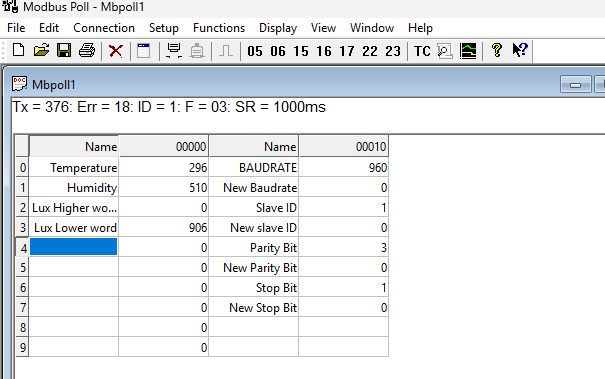 Modbus Poll - Mbpoll1
File Edit Connection Setup Functions Display View Window Help
05 06 15 16 17 22 23 TC
Mbpoll1
Tx = 376: Err = 18: ID = 1: F = 03: SR = 1000ms
Name 00000 Name 00010
0 Temperature 296 BAUDRATE 960
1 Humidity 510 New Baudrate 0
2 Lux Higher wo... 0 Slave ID 1
3 Lux Lower word 906 New slave ID 0
4 0 Parity Bit 3
5 0 New Parity Bit 0
6 0 Stop Bit 1
7 0 New Stop Bit 0
8 0
9 0